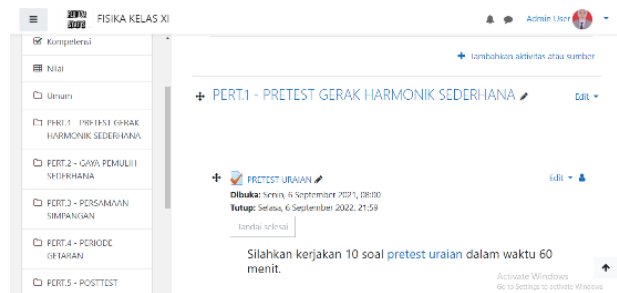 FISIKA KELAS XI
Admin User
Kompetensi
Nilai
Umum
PERT.1 - PRETEST GERAK
HARMONIK SEDERHANA
PERT.2 - GAYA PEMULIH
SEDERHANA
PERT.3 - PERSAMAAN
SIMPANGAN
PERT.4 - PERIODE
GETARAN
PERT.5 - POSTTEST
Tambahkan aktivitas atau sumber
PERT.1 - PRETEST GERAK HARMONIK SEDERHANA
Edit
PRETEST URAIAN
Edit
Dibuka: Senin, 6 September 2021, 08:00
Tutup: Selasa, 6 September 2022, 21:59
Tandai selesai
Silahkan kerjakan 10 soal pretest uraian dalam waktu 60
menit.
Activate Windows
Go to Settings to activate Windows.